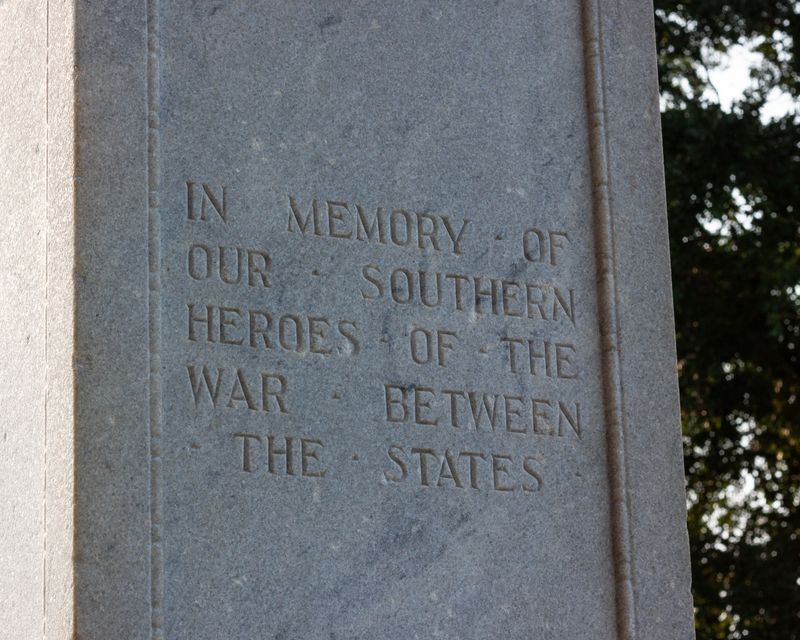 IN MEMORY · OF
OUR · SOUTHERN
HEROES · OF · THE
WAR · BETWEEN
· THE · STATES ·